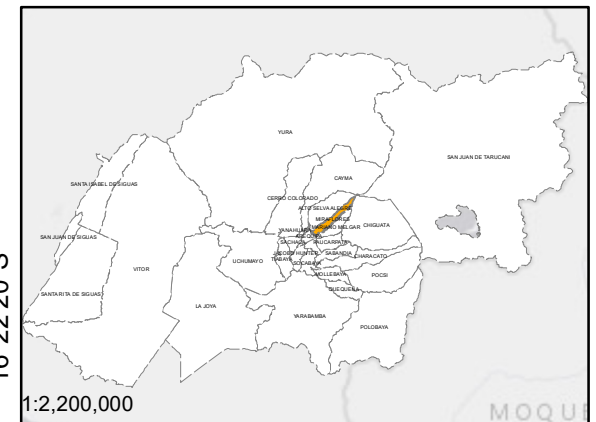 YURA
SAN JUAN DE TARUCANI
CAYMA
SANTA ISABEL DE SIGUAS
CERRO COLORADO
ALTO SELVA ALEGRE
MIRAFLORES
MARIANO MELGAR
CHIGUATA
YANAHUARA
SAN JUAN DE SIGUAS
SACHACA
PAUCARPATA
JACOBO HUNTER
SABANDIA
CHARACATO
UCHUMAYO
TIABAYA
SOCABAYA
VITOR
MOLLEBAYA
POCSI
QUEQUEÑA
SANTA RITA DE SIGUAS
LA JOYA
YARABAMBA
POLOBAYA
1:2,200,000
MOQUE